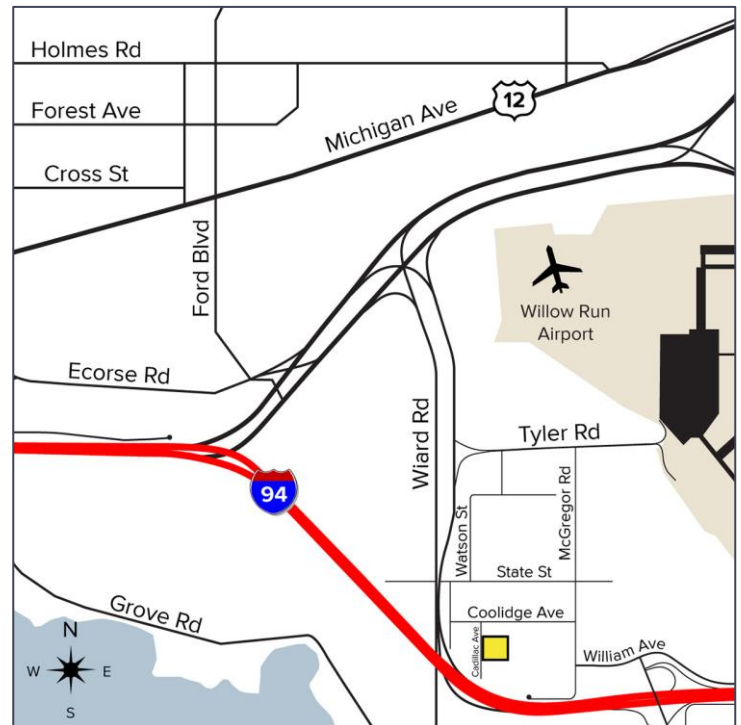 Holmes Rd
Forest Ave
Cross St
Michigan Ave
12
Ford Blvd
Willow Run
Airport
Ecorse Rd
Wiard Rd
Tyler Rd
94
Watson St
McGregor Rd
State St
Coolidge Ave
Cadillac Ave
William Ave
Grove Rd
N
W E
S